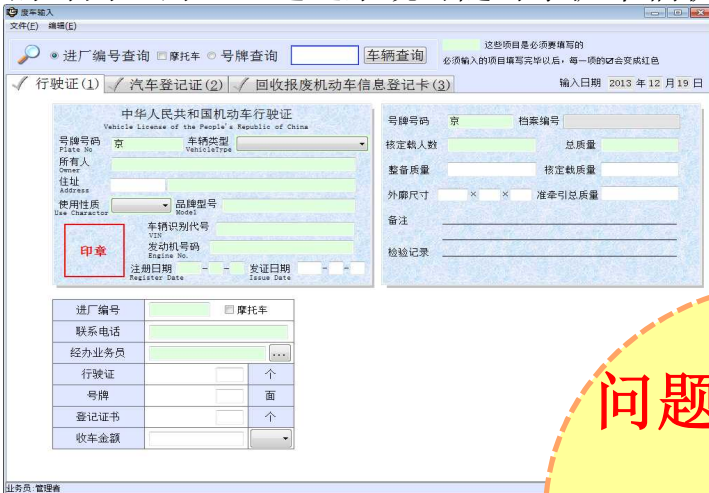 废车输入
文件(F) 编辑(E)
进厂编号查询 摩托车 号牌查询 车辆查询
这些项目是必须要填写的
必须输入的项目填写完毕以后，每一项的☑会变成红色
行驶证(1) 汽车登记证(2) 回收报废机动车信息登记卡(3) 输入日期 2013 年 12 月 19 日
中华人民共和国机动车行驶证
Vehicle License of the People's Republic of China
号牌号码 京 车辆类型
Plate No VehicleType
所有人
Owner
住址
Address
使用性质 品牌型号
Use Charactor Model
车辆识别代号
VIN
发动机号码
Engine No.
印章
注册日期 - - 发证日期 - -
Register Date Issue Date
号牌号码 京 档案编号
核定载人数 总质量
整备质量 核定载质量
外廓尺寸 × × 准牵引总质量
备注
检验记录
进厂编号 摩托车
联系电话
经办业务员 ...
行驶证 个
号牌 面
登记证书 个
收车金额
问题
业务员:管理者